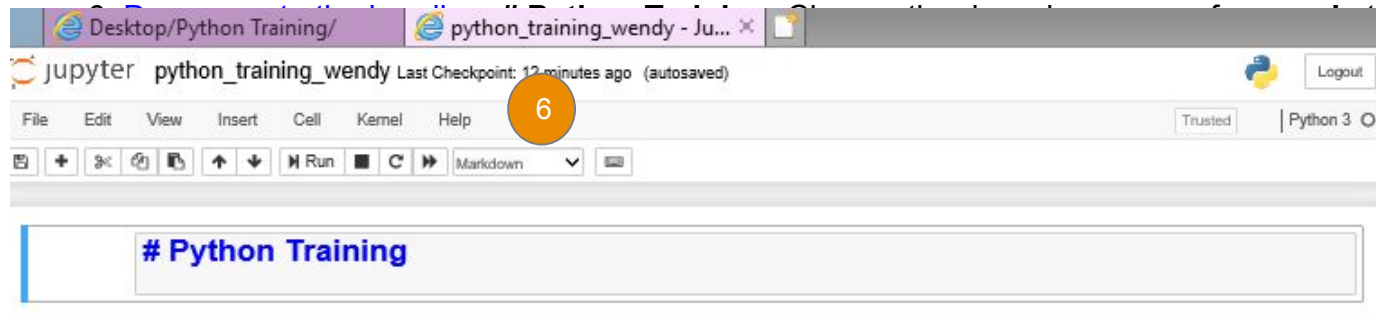 Desktop/Python Training/ python_training_wendy - Ju...
jupyter python_training_wendy Last Checkpoint: 12 minutes ago (autosaved) Logout
6
File Edit View Insert Cell Kernel Help Trusted Python 3
Run Markdown
# Python Training